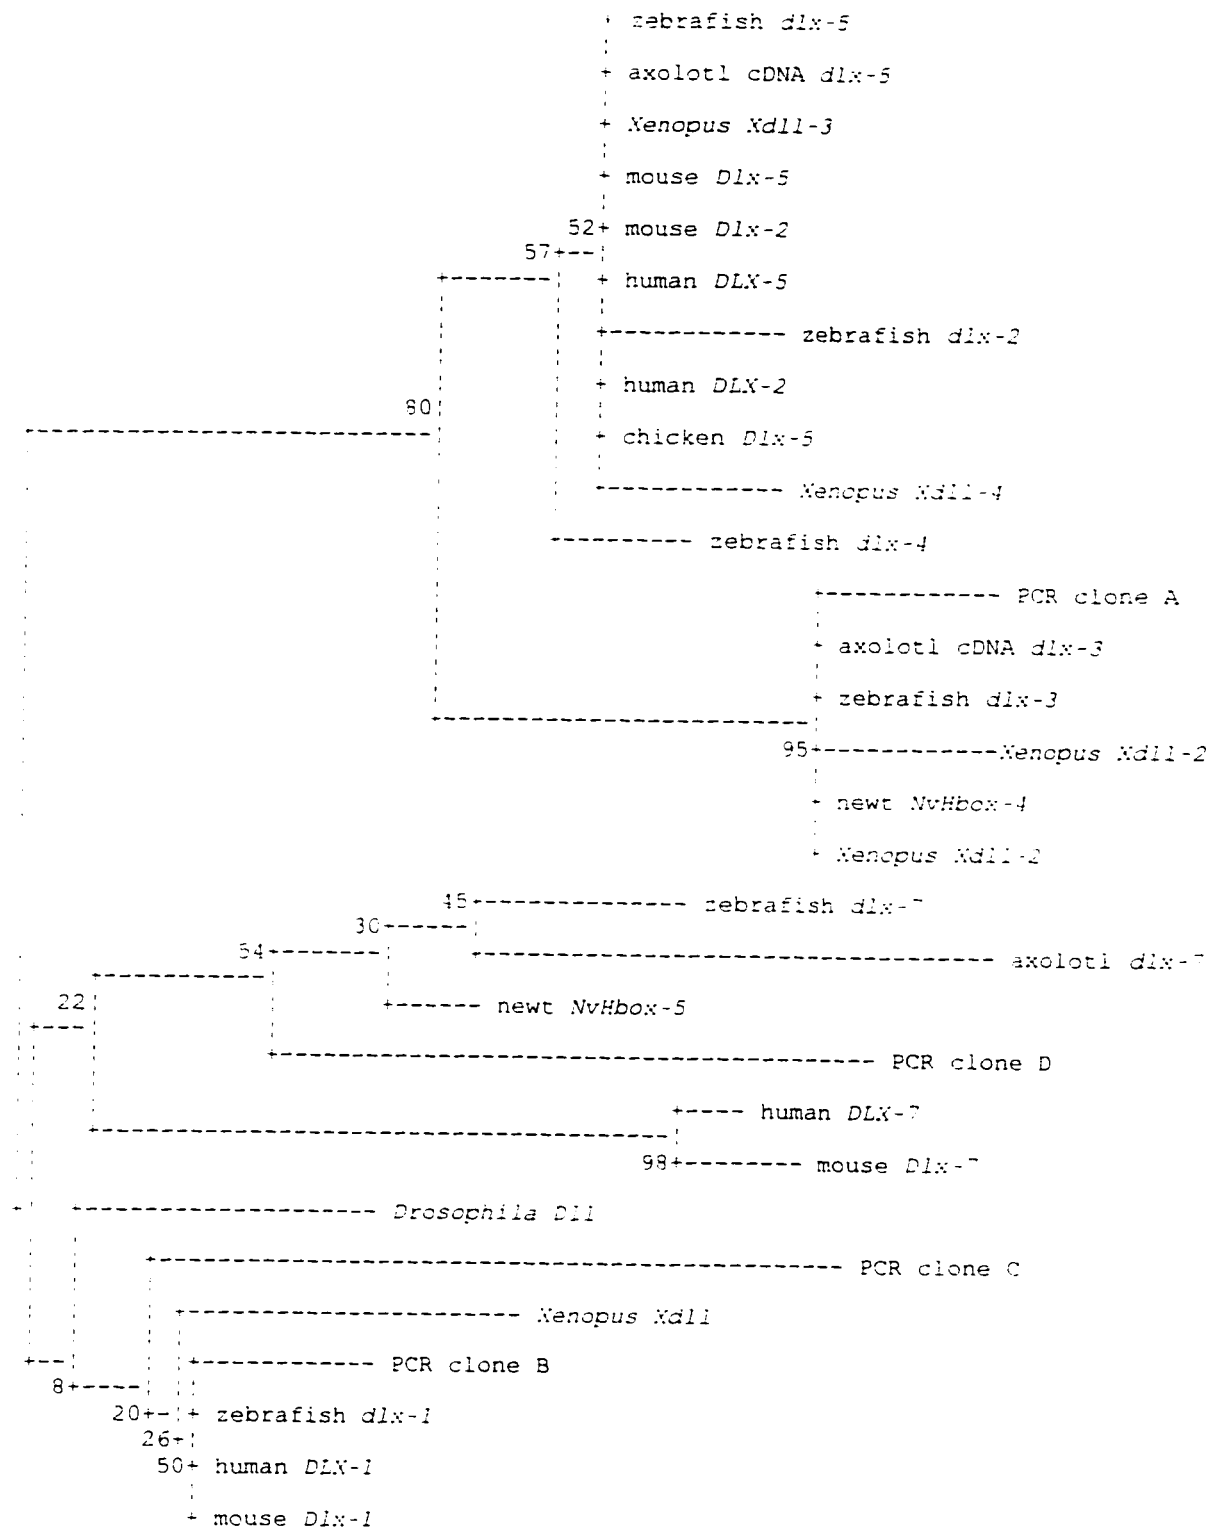 zebrafish dlx-5
axolotl cDNA dlx-5
Xenopus Xdll-3
mouse Dlx-5
52 mouse Dlx-2
57
human DLX-5
zebrafish dlx-2
human DLX-2
80
chicken Dlx-5
Xenopus Xdll-4
zebrafish dlx-4
PCR clone A
axolotl cDNA dlx-3
zebrafish dlx-3
95 Xenopus Xdll-2
newt NvHbox-4
Xenopus Xdll-2
45 zebrafish dlx-7
30
54
axolotl dlx-7
22
newt NvHbox-5
PCR clone D
human DLX-7
98 mouse Dlx-7
Drosophila Dll
PCR clone C
Xenopus Xdll
PCR clone B
8
20 zebrafish dlx-1
26
50 human DLX-1
mouse Dlx-1